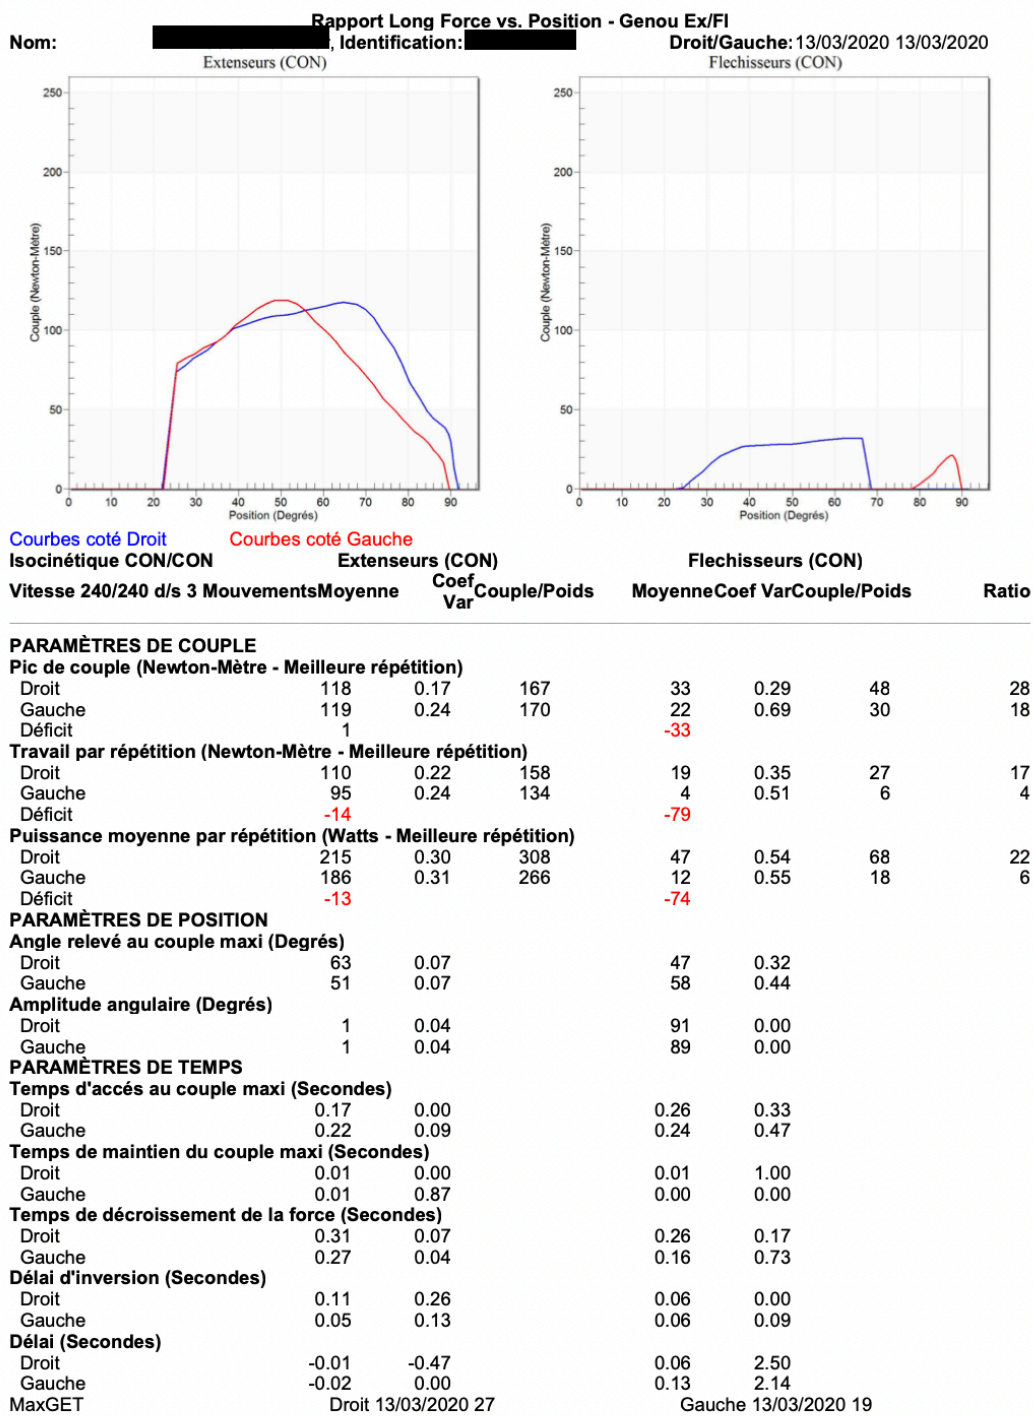 Rapport Long Force vs. Position - Genou Ex/Fl
Nom: , Identification: Droit/Gauche: 13/03/2020 13/03/2020
Extenseurs (CON) Flechisseurs (CON)
250 250
200 200
150 150
100 100
50 50
0 0
Couple (Newton-Mètre) Couple (Newton-Mètre)
0 10 20 30 40 50 60 70 80 90 0 10 20 30 40 50 60 70 80 90
Position (Degrés) Position (Degrés)
Courbes coté Droit Courbes coté Gauche
Isocinétique CON/CON Extenseurs (CON) Flechisseurs (CON)
Vitesse 240/240 d/s 3 Mouvements Moyenne Coef Var Couple/Poids Moyenne Coef Var Couple/Poids Ratio
PARAMÈTRES DE COUPLE
Pic de couple (Newton-Mètre - Meilleure répétition)
Droit 118 0.17 167 33 0.29 48 28
Gauche 119 0.24 170 22 0.69 30 18
Déficit 1 -33
Travail par répétition (Newton-Mètre - Meilleure répétition)
Droit 110 0.22 158 19 0.35 27 17
Gauche 95 0.24 134 4 0.51 6 4
Déficit -14 -79
Puissance moyenne par répétition (Watts - Meilleure répétition)
Droit 215 0.30 308 47 0.54 68 22
Gauche 186 0.31 266 12 0.55 18 6
Déficit -13 -74
PARAMÈTRES DE POSITION
Angle relevé au couple maxi (Degrés)
Droit 63 0.07 47 0.32
Gauche 51 0.07 58 0.44
Amplitude angulaire (Degrés)
Droit 1 0.04 91 0.00
Gauche 1 0.04 89 0.00
PARAMÈTRES DE TEMPS
Temps d'accés au couple maxi (Secondes)
Droit 0.17 0.00 0.26 0.33
Gauche 0.22 0.09 0.24 0.47
Temps de maintien du couple maxi (Secondes)
Droit 0.01 0.00 0.01 1.00
Gauche 0.01 0.87 0.00 0.00
Temps de décroissement de la force (Secondes)
Droit 0.31 0.07 0.26 0.17
Gauche 0.27 0.04 0.16 0.73
Délai d'inversion (Secondes)
Droit 0.11 0.26 0.06 0.00
Gauche 0.05 0.13 0.06 0.09
Délai (Secondes)
Droit -0.01 -0.47 0.06 2.50
Gauche -0.02 0.00 0.13 2.14
MaxGET Droit 13/03/2020 27 Gauche 13/03/2020 19